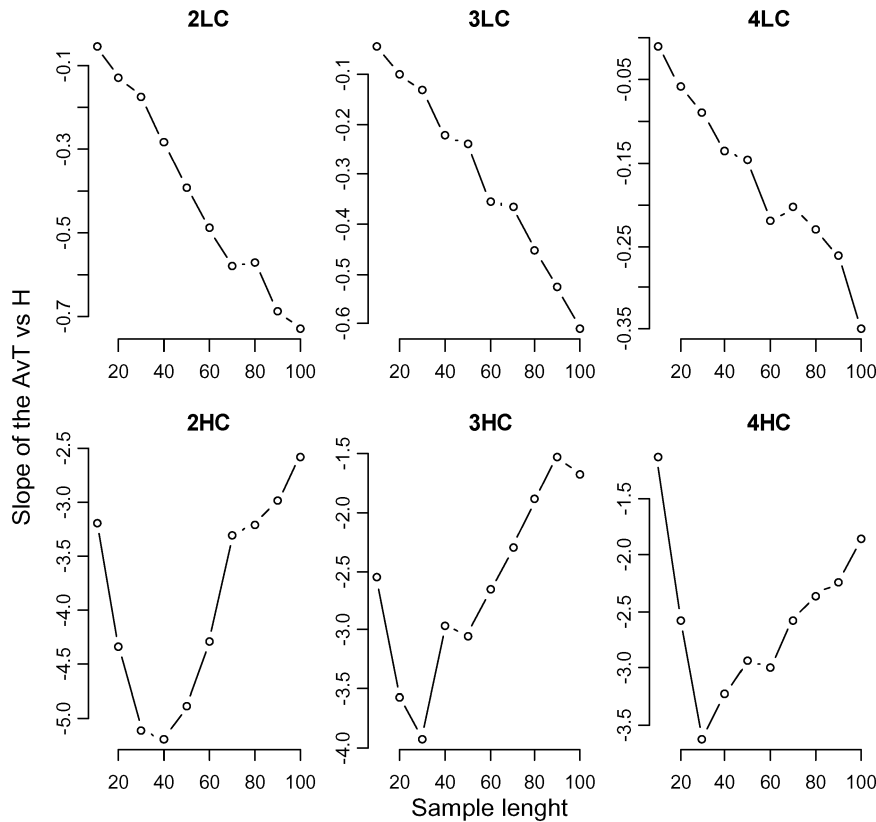 2LC 3LC 4LC
-0.1 -0.3 -0.5 -0.7
-0.1 -0.2 -0.3 -0.4 -0.5 -0.6
-0.05 -0.15 -0.25 -0.35
20 40 60 80 100
20 40 60 80 100
20 40 60 80 100
Slope of the AvT vs H
2HC 3HC 4HC
-2.5 -3.0 -3.5 -4.0 -4.5 -5.0
-1.5 -2.0 -2.5 -3.0 -3.5 -4.0
-1.5 -2.0 -2.5 -3.0 -3.5
20 40 60 80 100
20 40 60 80 100
20 40 60 80 100
Sample lenght